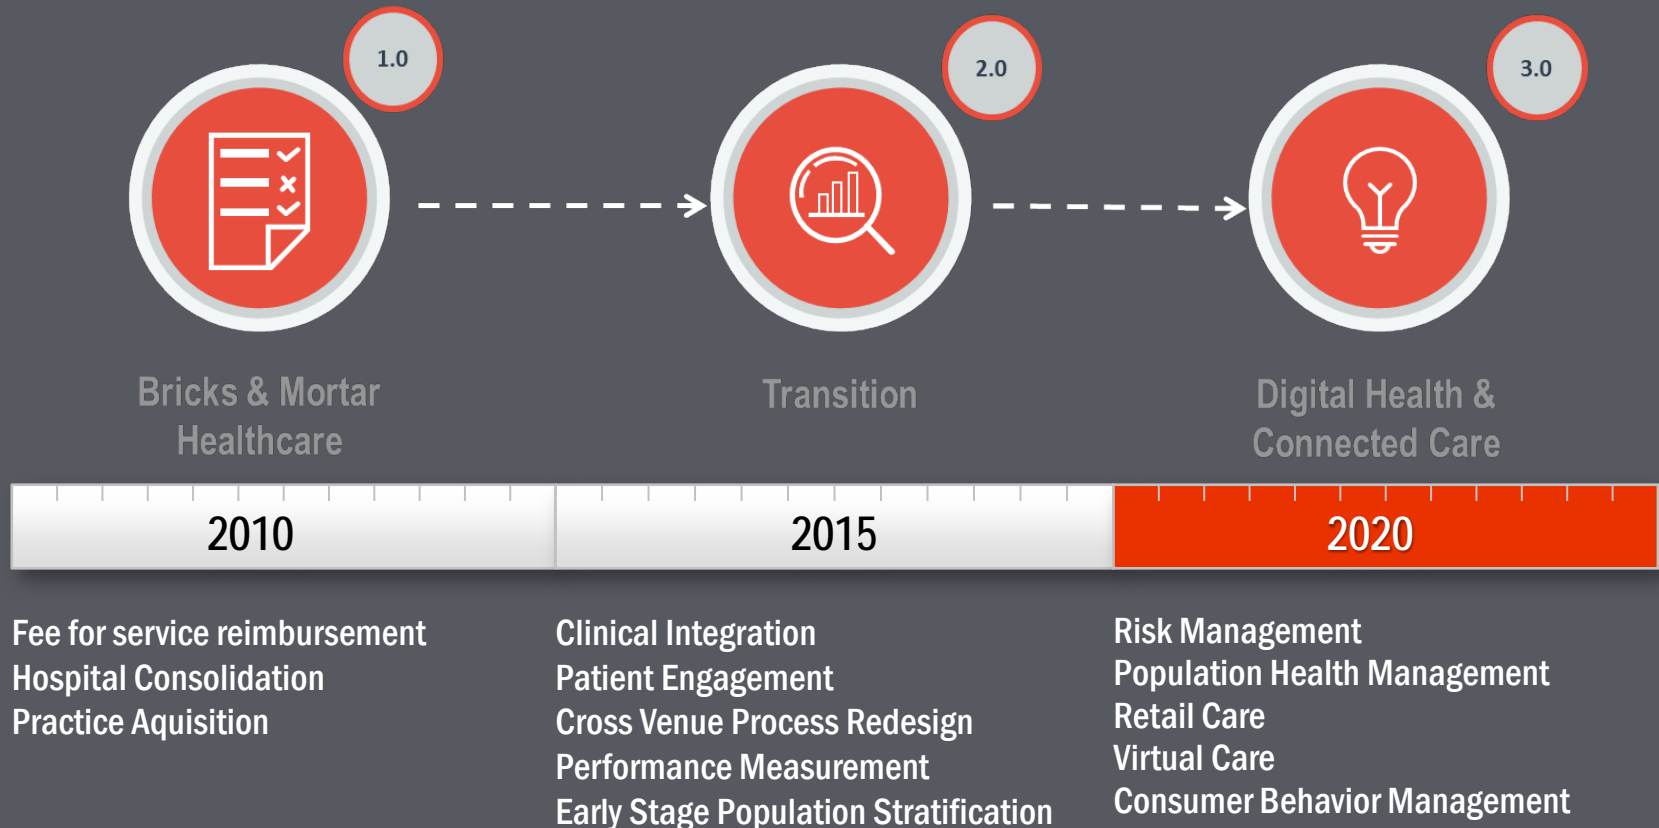 1.0
2.0
3.0
Bricks & Mortar
Healthcare
Transition
Digital Health &
Connected Care
2010
2015
2020
Fee for service reimbursement
Hospital Consolidation
Practice Aquisition
Clinical Integration
Patient Engagement
Cross Venue Process Redesign
Performance Measurement
Early Stage Population Stratification
Risk Management
Population Health Management
Retail Care
Virtual Care
Consumer Behavior Management